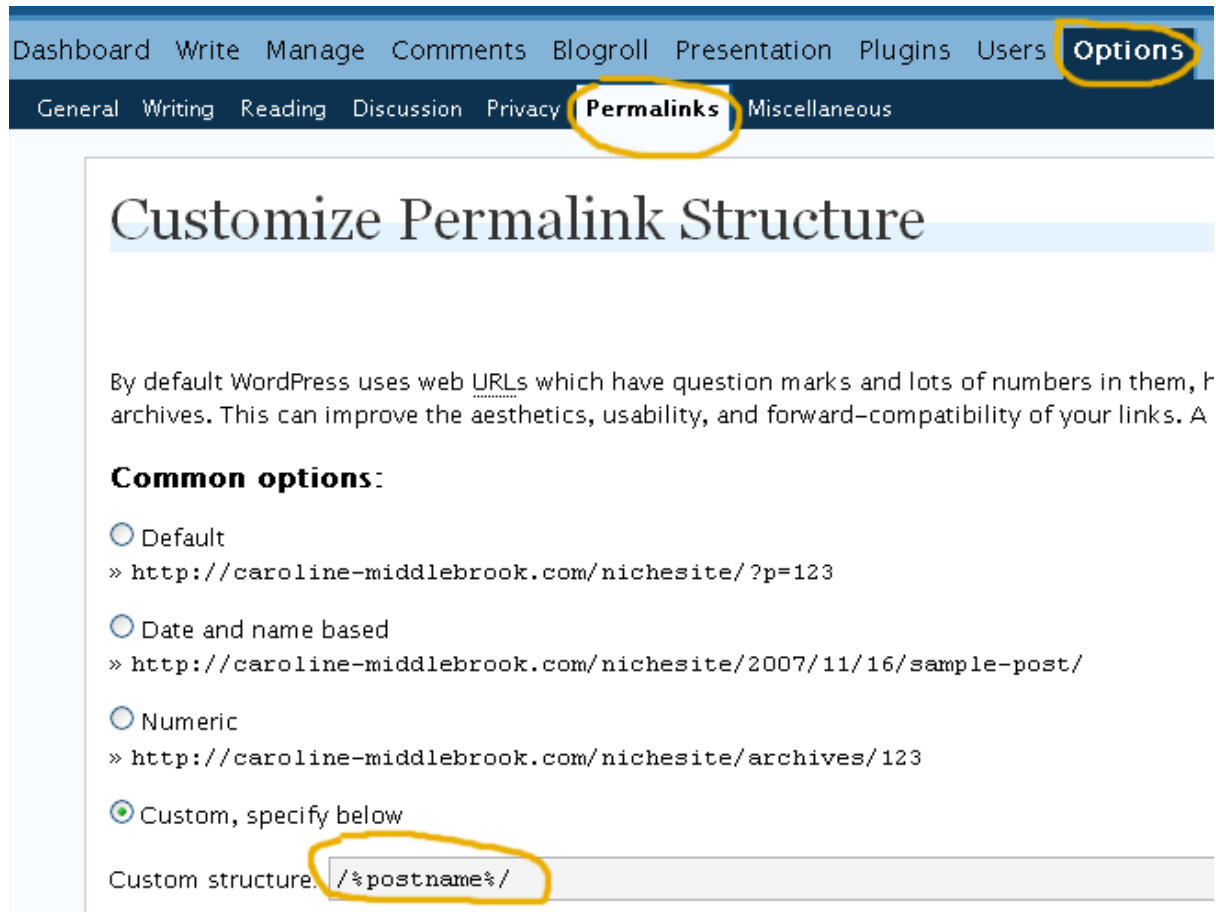 Dashboard Write Manage Comments Blogroll Presentation Plugins Users Options
General Writing Reading Discussion Privacy Permalinks Miscellaneous
Customize Permalink Structure
By default WordPress uses web URLs which have question marks and lots of numbers in them, h
archives. This can improve the aesthetics, usability, and forward-compatibility of your links. A
Common options:
Default
» http://caroline-middlebrook.com/nichesite/?p=123
Date and name based
» http://caroline-middlebrook.com/nichesite/2007/11/16/sample-post/
Numeric
» http://caroline-middlebrook.com/nichesite/archives/123
Custom, specify below
Custom structure: /%postname%/